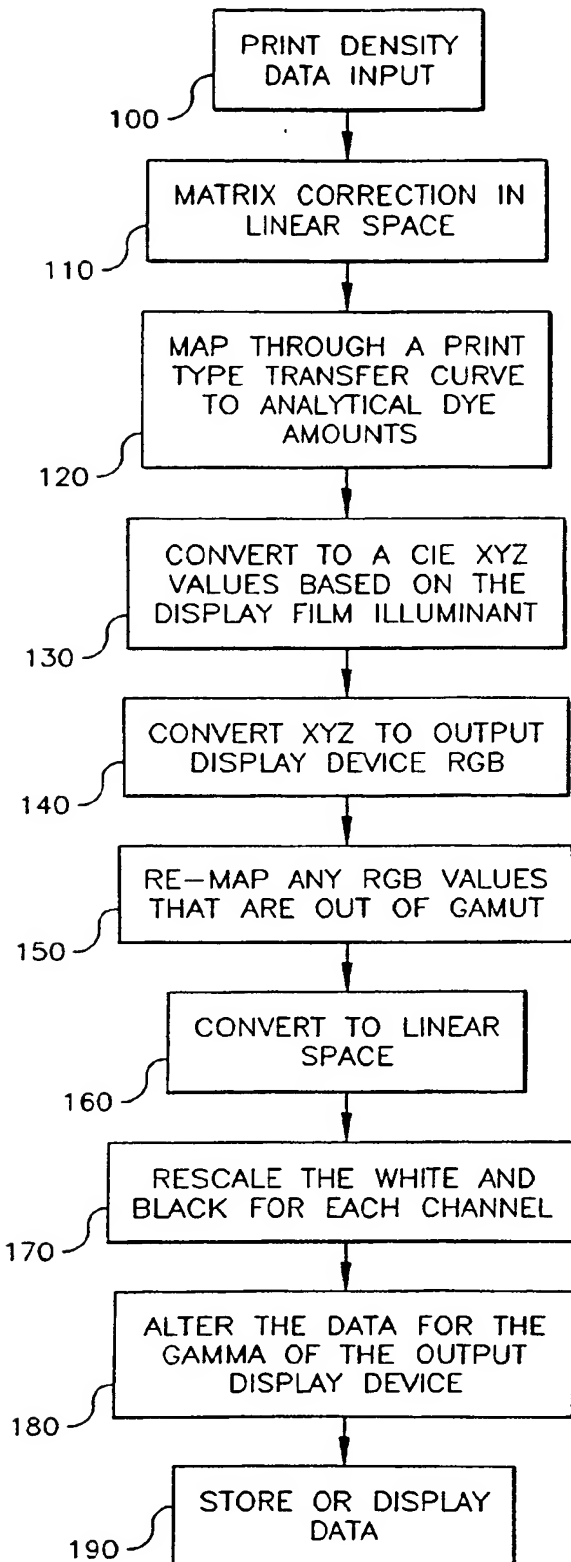 PRINT DENSITY
DATA INPUT
100
MATRIX CORRECTION IN
LINEAR SPACE
110
MAP THROUGH A PRINT
TYPE TRANSFER CURVE
TO ANALYTICAL DYE
AMOUNTS
120
CONVERT TO A CIE XYZ
VALUES BASED ON THE
DISPLAY FILM ILLUMINANT
130
CONVERT XYZ TO OUTPUT
DISPLAY DEVICE RGB
140
RE-MAP ANY RGB VALUES
THAT ARE OUT OF GAMUT
150
CONVERT TO LINEAR
SPACE
160
RESCALE THE WHITE AND
BLACK FOR EACH CHANNEL
170
ALTER THE DATA FOR THE
GAMMA OF THE OUTPUT
DISPLAY DEVICE
180
STORE OR DISPLAY
DATA
190